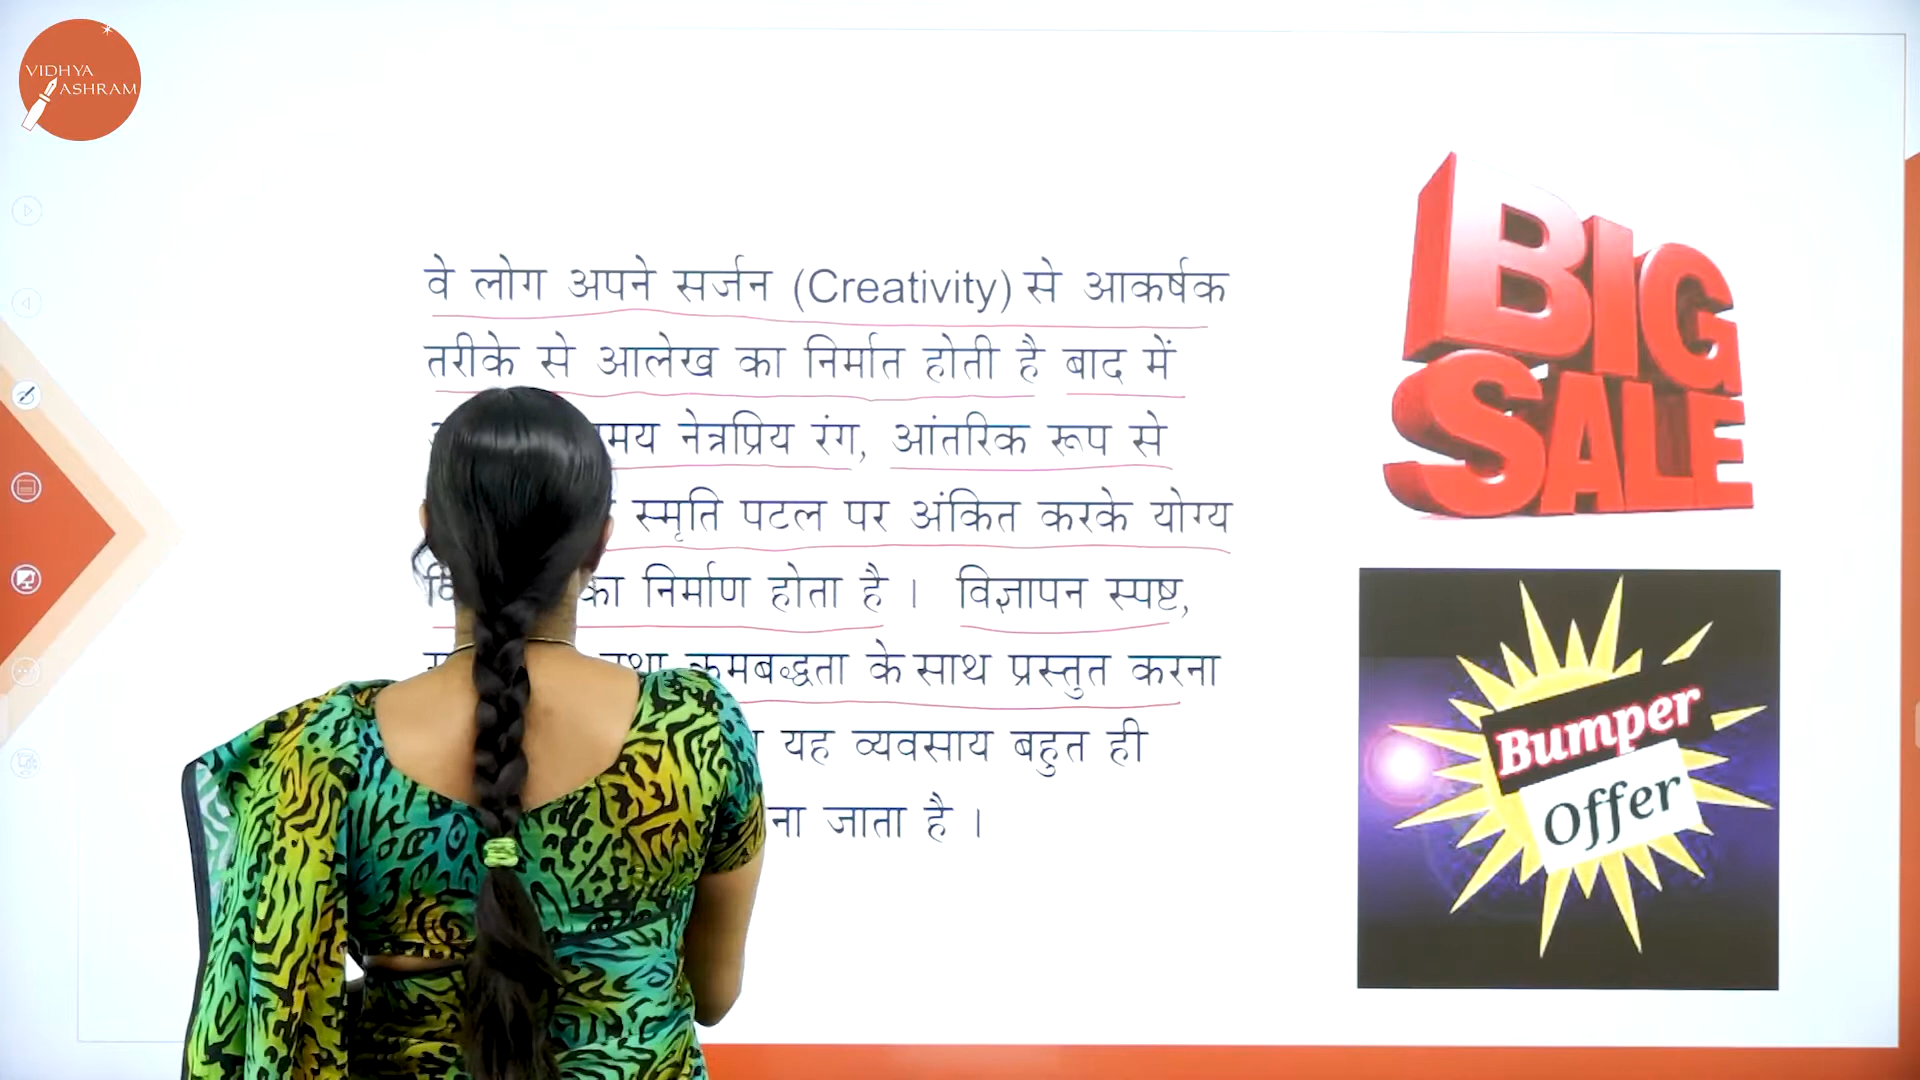 VIDHYA
ASHRAM
वे लोग अपने सर्जन (Creativity) से आकर्षक
तरीके से आलेख का निर्मात होती है बाद में
नेत्रप्रिय रंग, आंतरिक रूप से
स्मृति पटल पर अंकित करके योग्य
का निर्माण होता है । विज्ञापन स्पष्ट,
तथा क्रमबद्धता के साथ प्रस्तुत करना
यह व्यवसाय बहुत ही
जाता है ।
BIG
SALE
Bumper
Offer